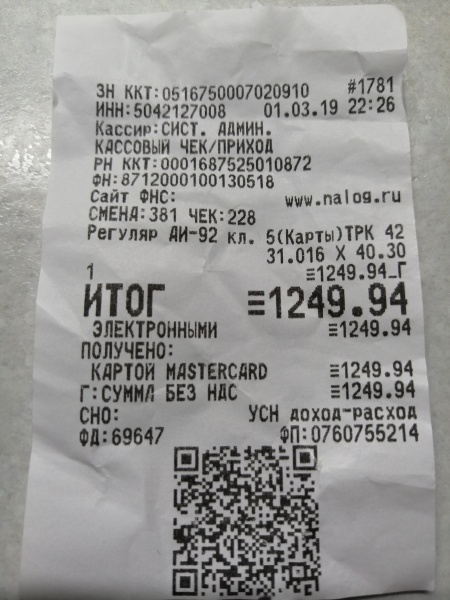 ЗН ККТ:0516750007020910 #1781
ИНН:5042127008 01.03.19 22:26
Кассир:СИСТ. АДМИН.
КАССОВЫЙ ЧЕК/ПРИХОД
РН ККТ:0001687525010872
ФН:8712000100130518
Сайт ФНС: www.nalog.ru
СМЕНА:381 ЧЕК:228
Регуляр АИ-92 кл. 5(Карты)ТРК 42
31.016 X 40.30
1 ≡1249.94_Г
ИТОГ ≡1249.94
ЭЛЕКТРОННЫМИ ≡1249.94
ПОЛУЧЕНО:
КАРТОЙ MASTERCARD ≡1249.94
Г:СУММА БЕЗ НДС ≡1249.94
СНО: УСН доход-расход
ФД:69647 ФП:0760755214